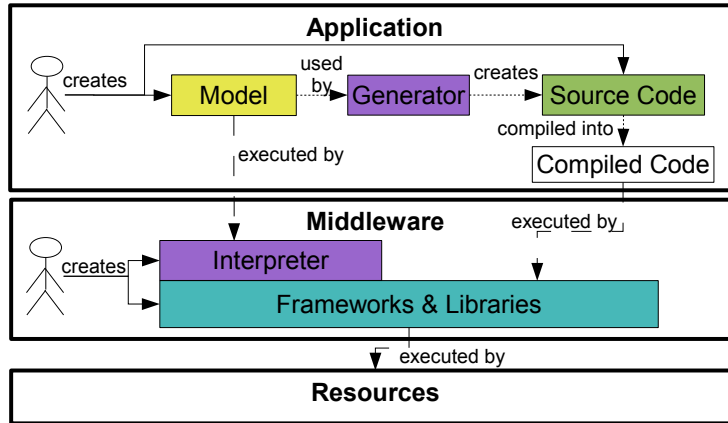 Application
creates
used
by
creates
Model
Generator
Source Code
compiled into
executed by
Compiled Code
Middleware
executed by
creates
Interpreter
Frameworks & Libraries
executed by
Resources